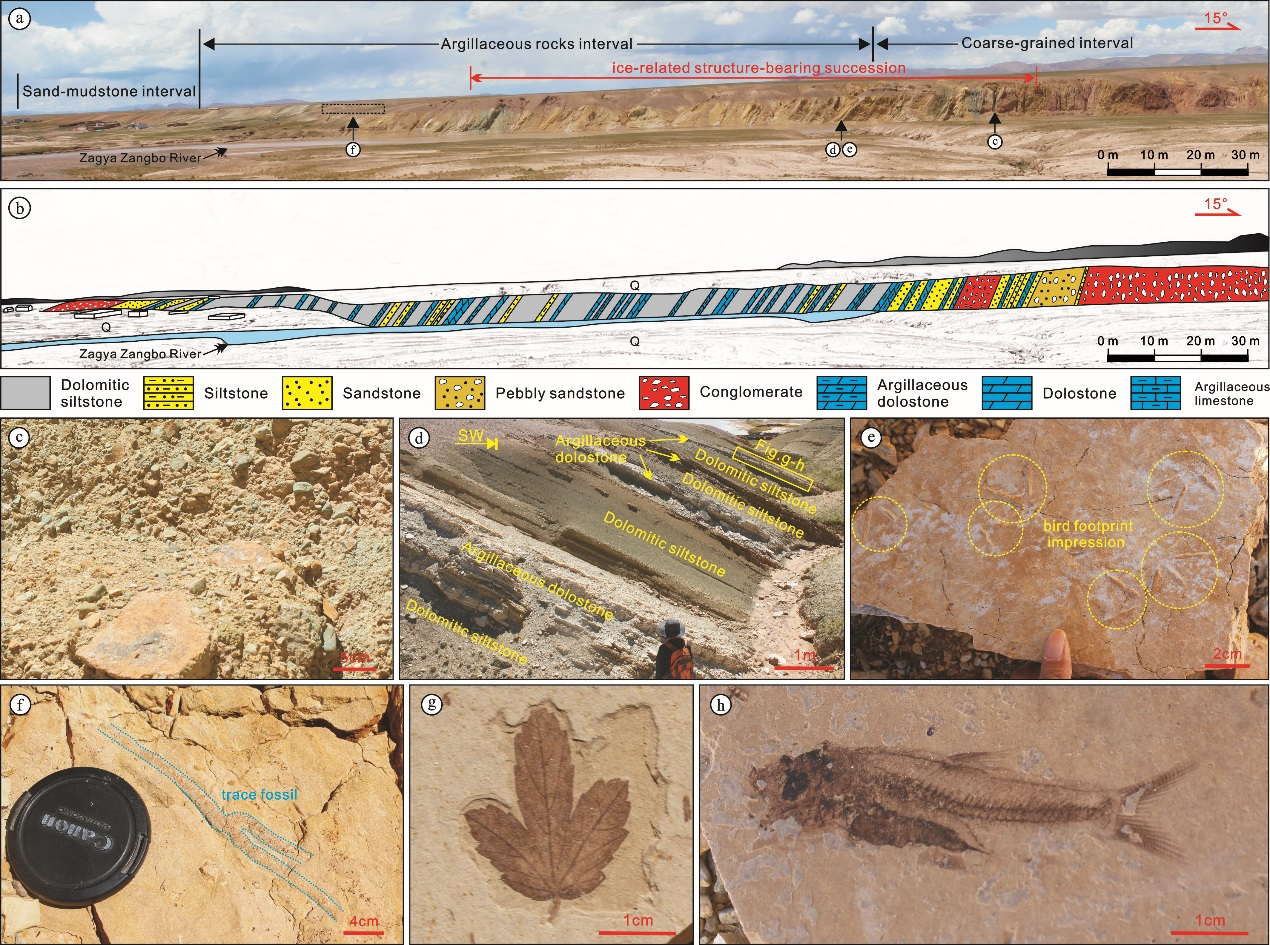 a
15°
Argillaceous rocks interval
Coarse-grained interval
ice-related structure-bearing succession
Sand-mudstone interval
f
d e
c
Zagya Zangbo River
0 m 10 m 20 m 30 m
b
15°
Q
Q
Q
Zagya Zangbo River
0 m 10 m 20 m 30 m
Dolomitic
siltstone
Siltstone
Sandstone
Pebbly sandstone
Conglomerate
Argillaceous
dolostone
Dolostone
Argillaceous
limestone
c
5cm
d
SW
Argillaceous
dolostone
Fig.g-h
Dolomitic siltstone
Dolomitic siltstone
Dolomitic siltstone
Argillaceous dolostone
Dolomitic siltstone
1m
e
bird footprint
impression
2cm
f
trace fossil
Canon
4cm
g
1cm
h
1cm